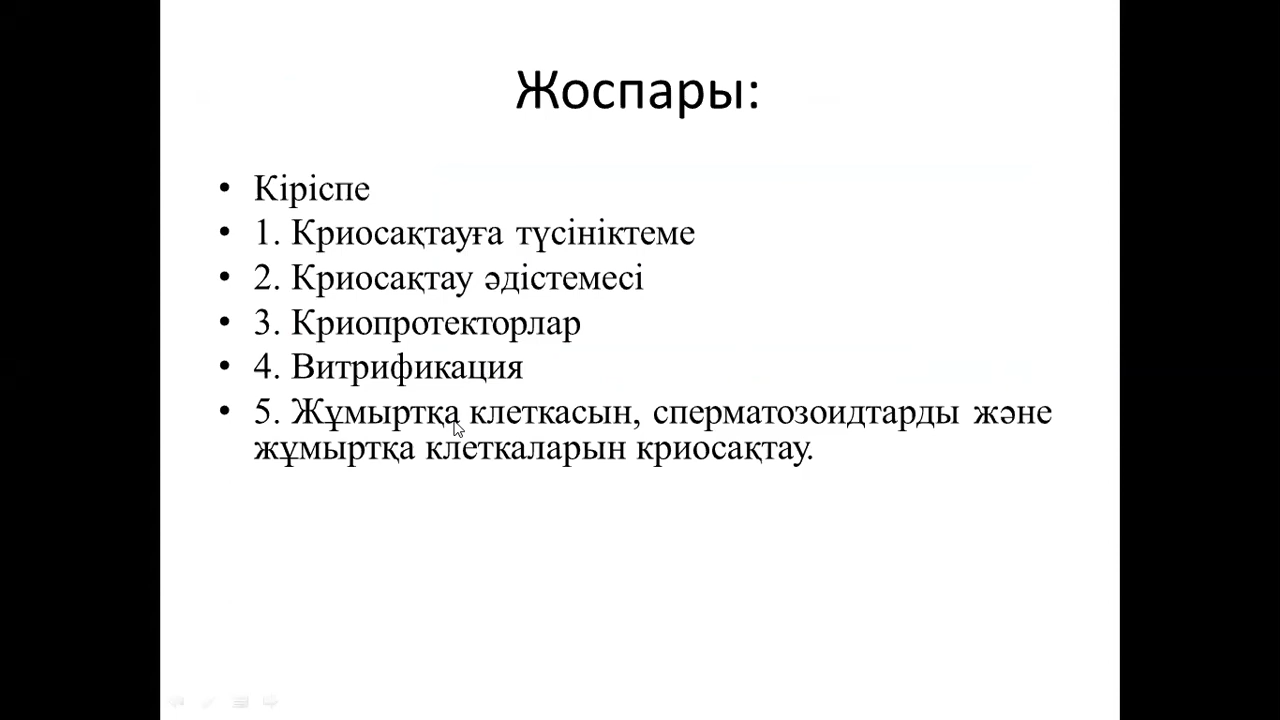 Жоспары:
• Кіріспе
• 1. Криосақтауға түсініктеме
• 2. Криосақтау әдістемесі
• 3. Криопротекторлар
• 4. Витрификация
• 5. Жұмыртқа клеткасын, сперматозоидтарды және
жұмыртқа клеткаларын криосақтау.